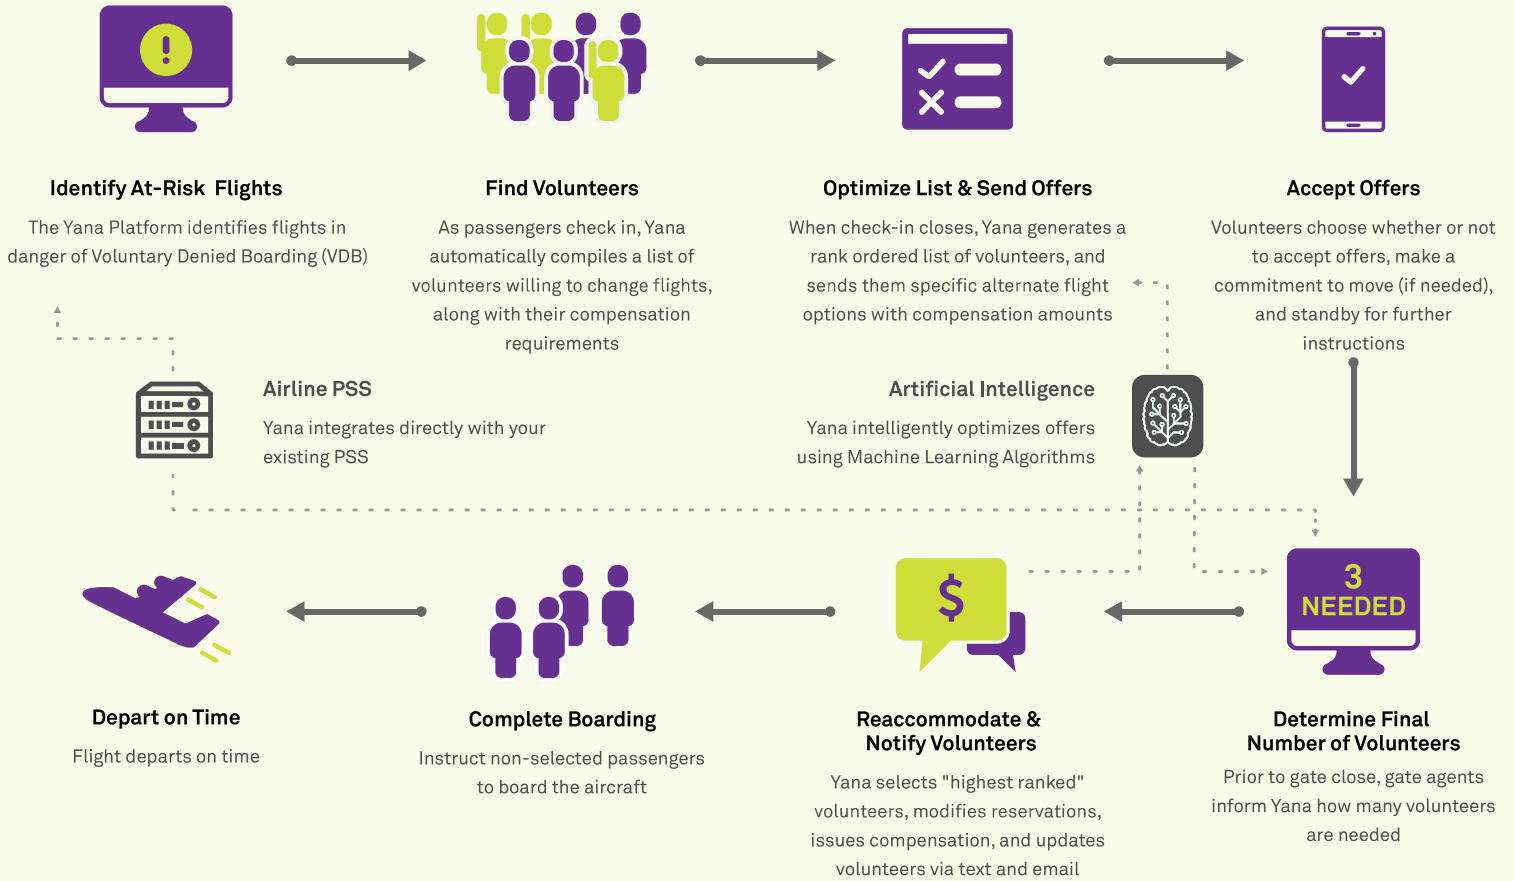 Identify At-Risk Flights
The Yana Platform identifies flights in
danger of Voluntary Denied Boarding (VDB)
Find Volunteers
As passengers check in, Yana
automatically compiles a list of
volunteers willing to change flights,
along with their compensation
requirements
Optimize List & Send Offers
When check-in closes, Yana generates a
rank ordered list of volunteers, and
sends them specific alternate flight
options with compensation amounts
Accept Offers
Volunteers choose whether or not
to accept offers, make a
commitment to move (if needed),
and standby for further
instructions
Airline PSS
Yana integrates directly with your
existing PSS
Artificial Intelligence
Yana intelligently optimizes offers
using Machine Learning Algorithms
3
NEEDED
$
Depart on Time
Flight departs on time
Complete Boarding
Instruct non-selected passengers
to board the aircraft
Reaccommodate &
Notify Volunteers
Yana selects "highest ranked"
volunteers, modifies reservations,
issues compensation, and updates
volunteers via text and email
Determine Final
Number of Volunteers
Prior to gate close, gate agents
inform Yana how many volunteers
are needed